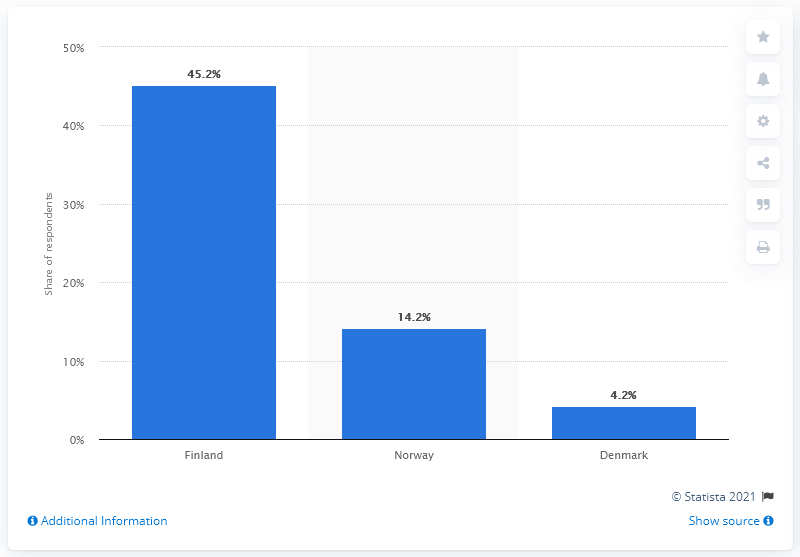 50%
45.2%
40%
30%
Share of respondents
20%
14.2%
10%
4.2%
0%
Finland Norway Denmark
© Statista 2021
Additional Information Show source